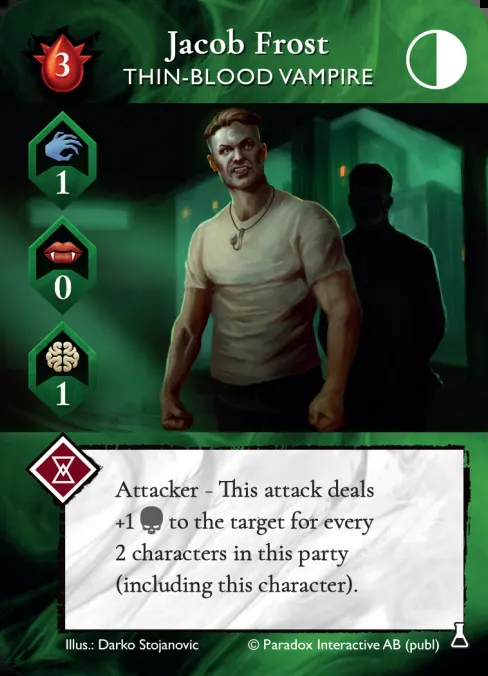 3
Jacob Frost
THIN-BLOOD VAMPIRE
1
0
1
Attacker - This attack deals
+1 to the target for every
2 characters in this party
(including this character).
Illus.: Darko Stojanovic © Paradox Interactive AB (publ)